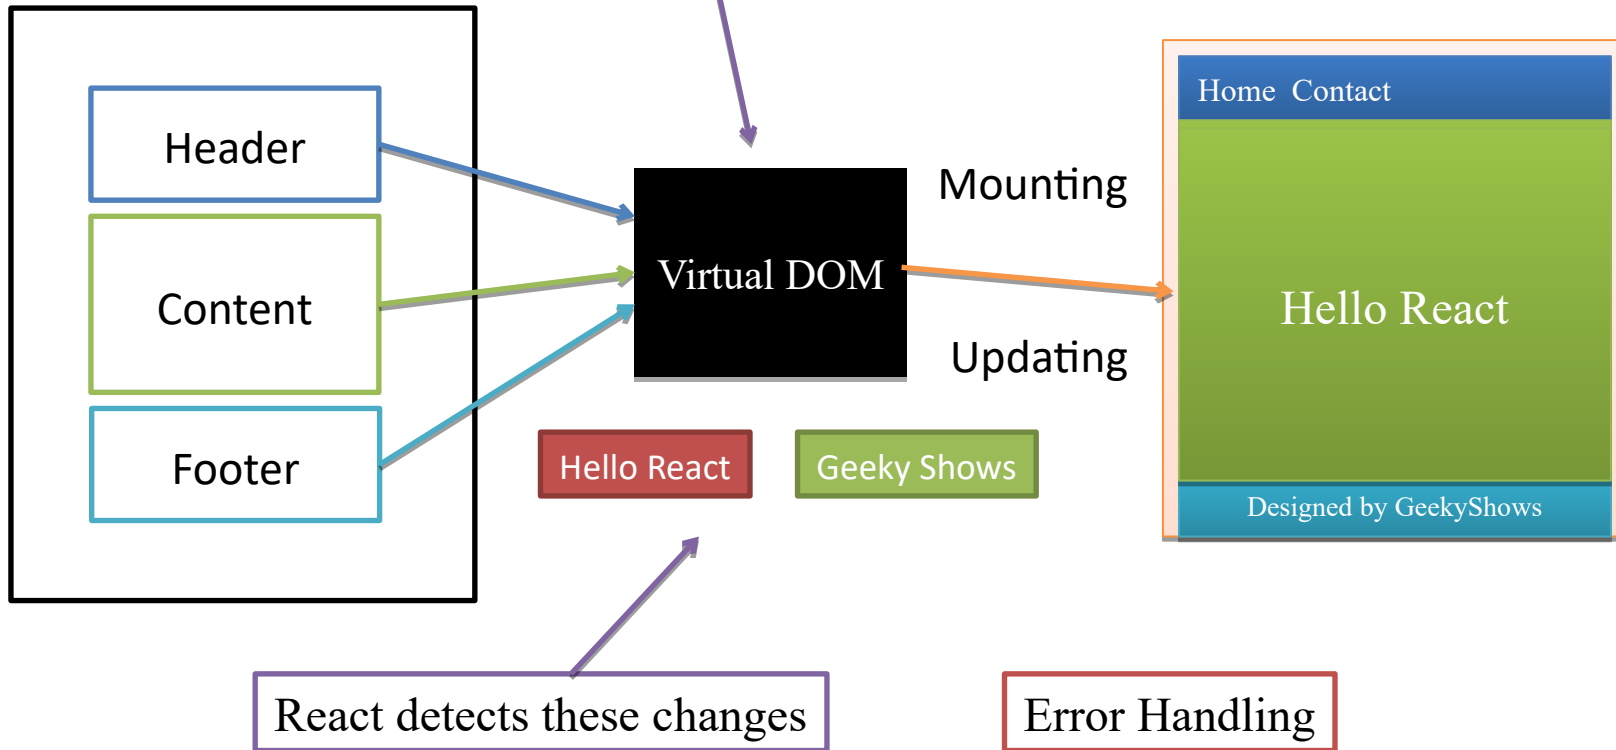 Header
Content
Footer
Virtual DOM
Mounting
Updating
Hello React
Geeky Shows
Home Contact
Hello React
Designed by GeekyShows
React detects these changes
Error Handling